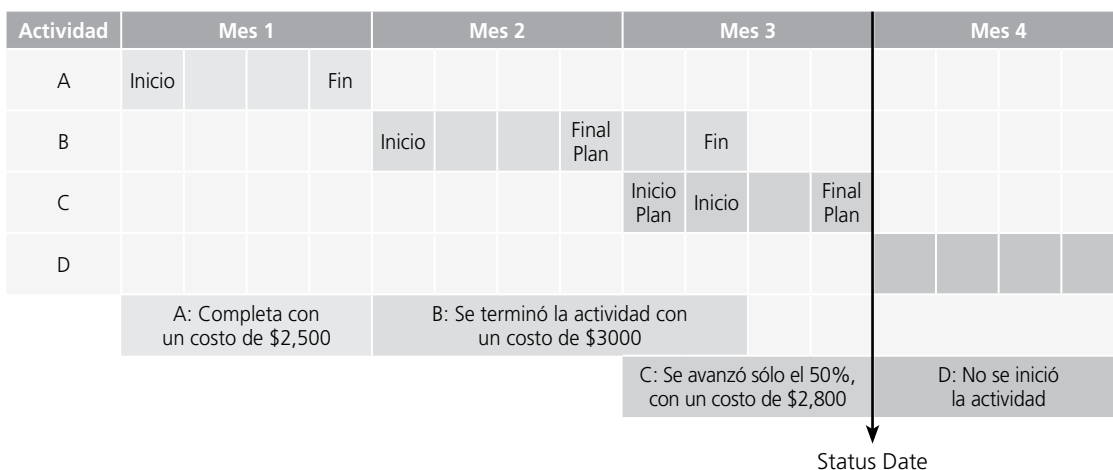 Actividad Mes 1 Mes 2 Mes 3 Mes 4
A Inicio Fin
B Inicio Final Plan Fin
C Inicio Plan Inicio Final Plan
D
A: Completa con
un costo de $2,500
B: Se terminó la actividad con
un costo de $3000
C: Se avanzó sólo el 50%,
con un costo de $2,800
D: No se inició
la actividad
Status Date